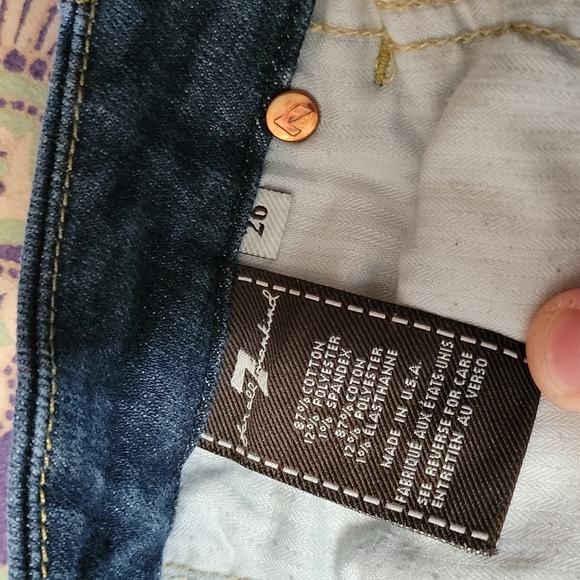 26
for all 7 mankind
87% COTTON
12% POLYESTER
1% SPANDEX
87% COTON
12% POLYESTER
1% ELASTHANNE
MADE IN U.S.A.
FABRIQUÉ AUX ÉTATS-UNIS.
SEE REVERSE FOR CARE
ENTRETIEN AU VERSO